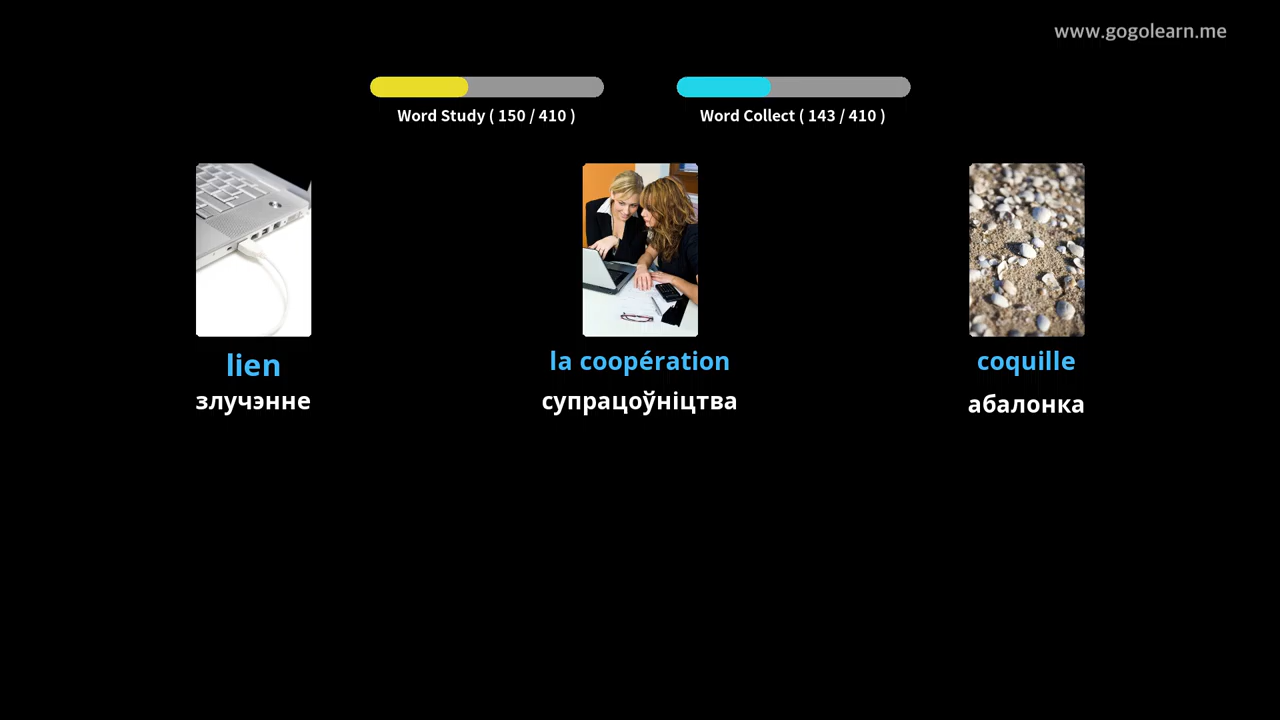 www.gogolearn.me
Word Study ( 150 / 410 )
Word Collect ( 143 / 410 )
lien
la coopération
coquille
злучэнне
супрацоўніцтва
абалонка